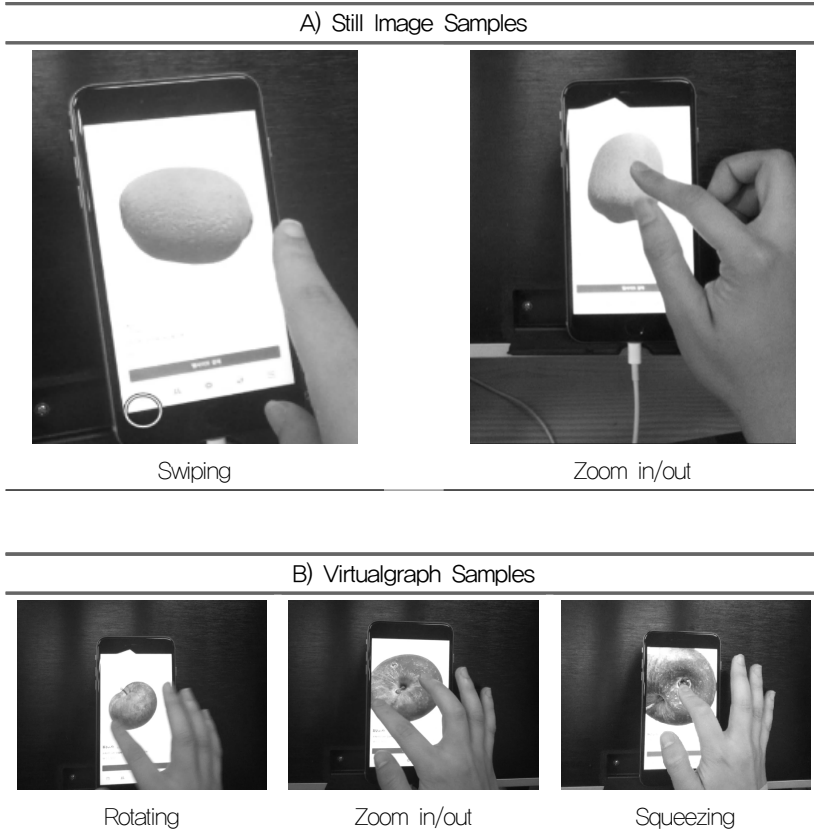 A) Still Image Samples
Swiping
Zoom in/out
B) Virtualgraph Samples
Rotating
Zoom in/out
Squeezing